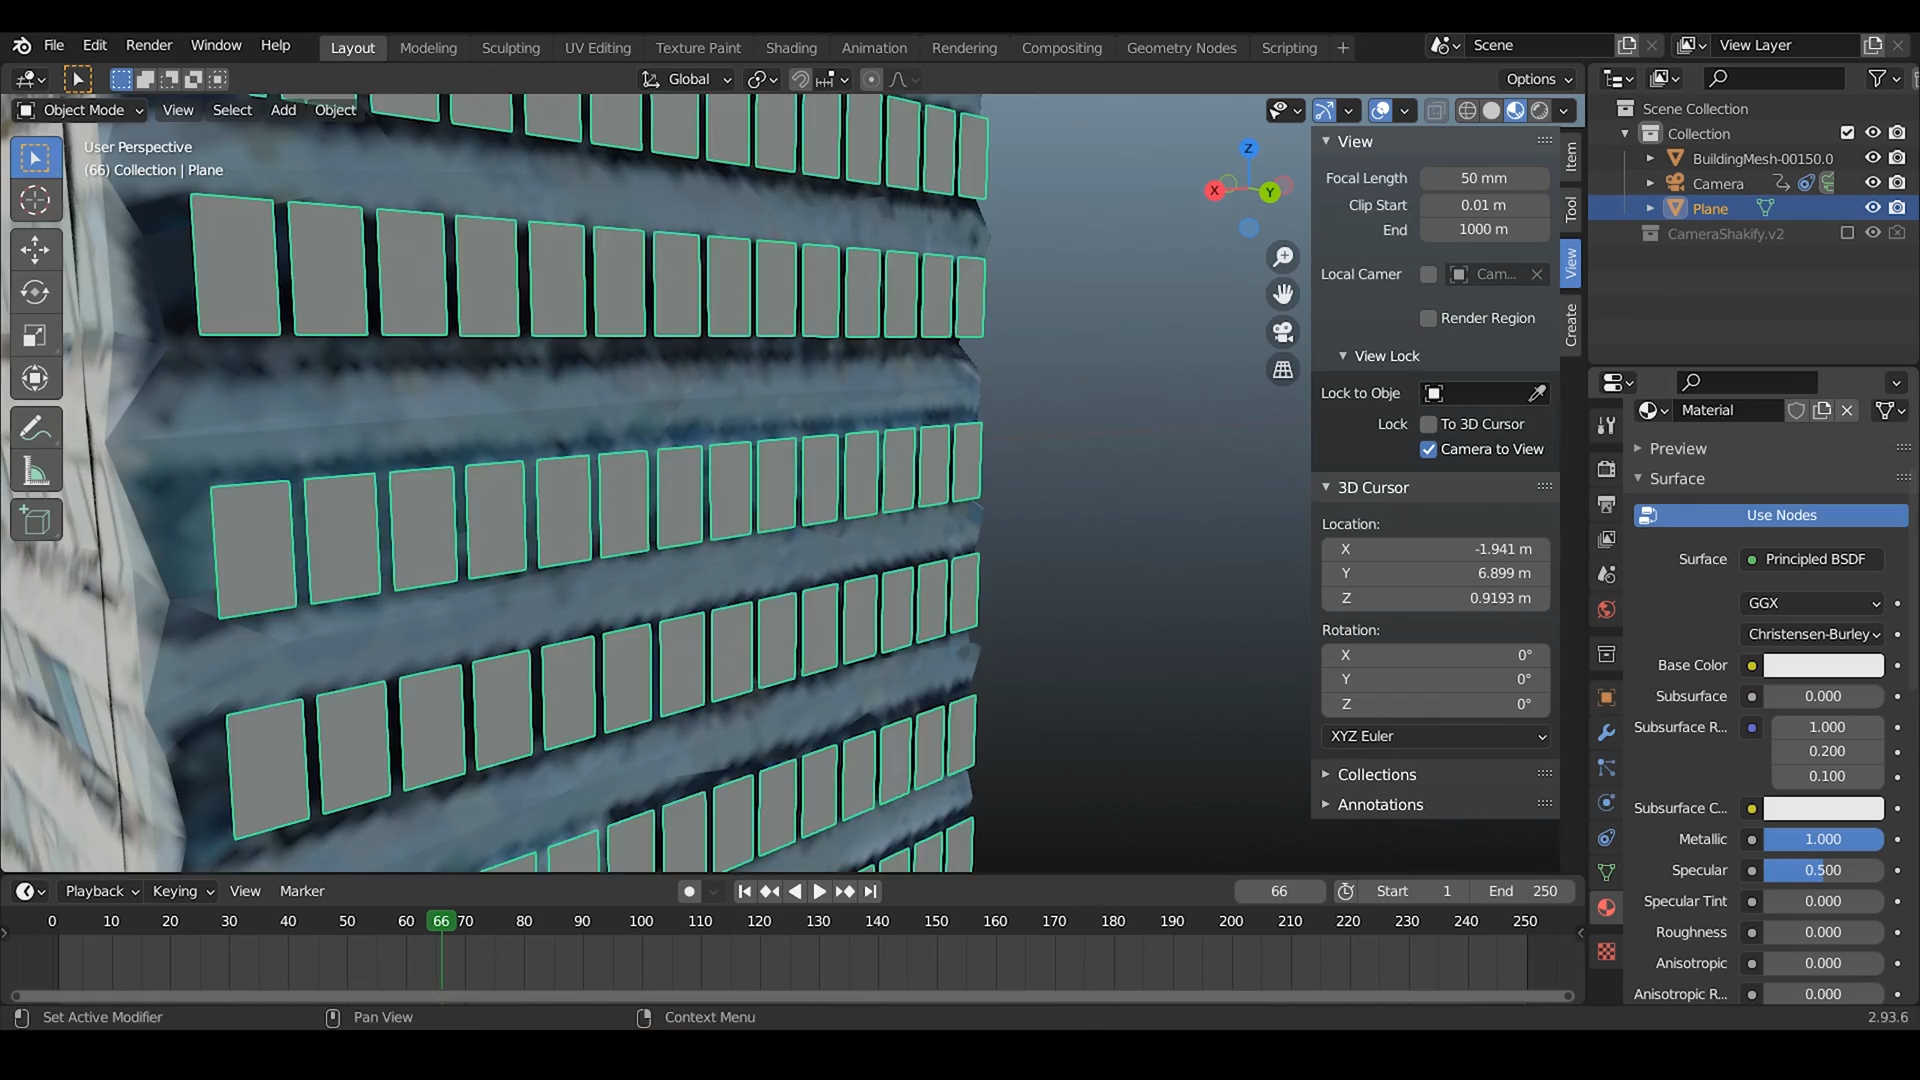 File Edit Render Window Help Layout Modeling Sculpting UV Editing Texture Paint Shading Animation Rendering Compositing Geometry Nodes Scripting + Scene View Layer
Global Options
Object Mode View Select Add Object
User Perspective
(66) Collection | Plane
Z
X
Y
View
Focal Length 50 mm
Clip Start 0.01 m
End 1000 m
Local Camer Cam...
Render Region
View Lock
Lock to Obje
Lock To 3D Cursor
Camera to View
3D Cursor
Location:
X -1.941 m
Y 6.899 m
Z 0.9193 m
Rotation:
X 0°
Y 0°
Z 0°
XYZ Euler
Collections
Annotations
Item
Tool
View
Create
Scene Collection
Collection
BuildingMesh-00150.0
Camera
Plane
CameraShakify.v2
Material
Preview
Surface
Use Nodes
Surface Principled BSDF
GGX
Christensen-Burley
Base Color
Subsurface 0.000
Subsurface R... 1.000
0.200
0.100
Subsurface C...
Metallic 1.000
Specular 0.500
Specular Tint 0.000
Roughness 0.000
Anisotropic 0.000
Anisotropic R... 0.000
Playback Keying View Marker 66 Start 1 End 250
0 10 20 30 40 50 60 66 70 80 90 100 110 120 130 140 150 160 170 180 190 200 210 220 230 240 250
Set Active Modifier Pan View Context Menu 2.93.6